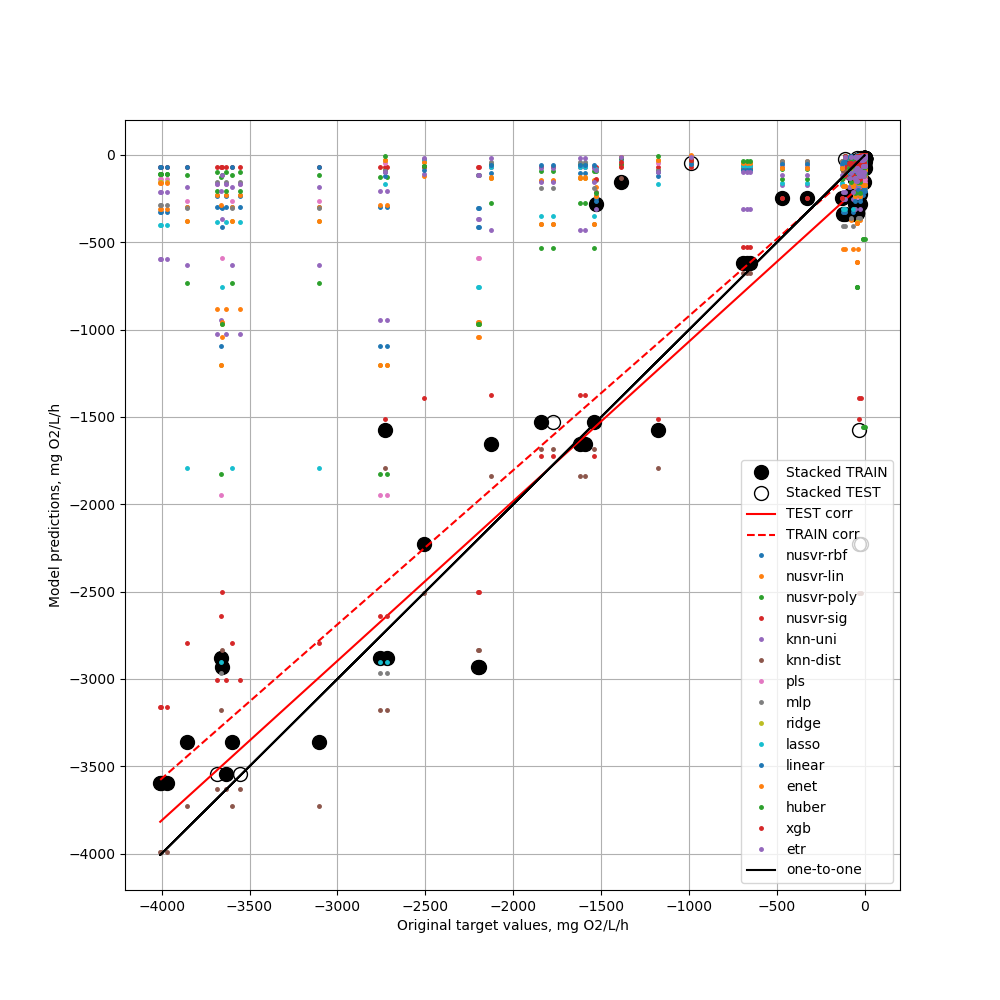 0
−500
−1000
−1500
−2000
−2500
−3000
−3500
−4000
Model predictions, mg O2/L/h
−4000 −3500 −3000 −2500 −2000 −1500 −1000 −500 0
Original target values, mg O2/L/h
Stacked TRAIN
Stacked TEST
TEST corr
TRAIN corr
nusvr-rbf
nusvr-lin
nusvr-poly
nusvr-sig
knn-uni
knn-dist
pls
mlp
ridge
lasso
linear
enet
huber
xgb
etr
one-to-one